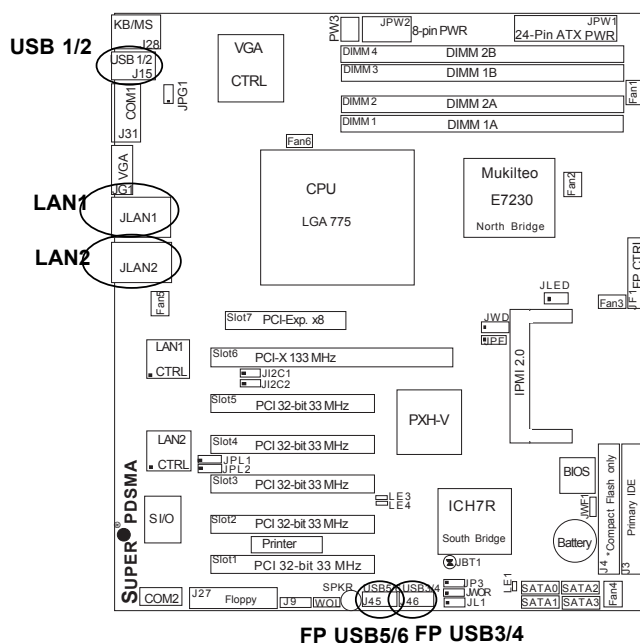 KB/MS
J28
USB 1/2
USB 1/2
J15
JPG1
COM1
J31
VGA
JG1
LAN1
JLAN1
LAN2
JLAN2
Fan5
VGA
CTRL
PW3
JPW2
8-pin PWR
JPW1
24-Pin ATX PWR
DIMM 4 DIMM 2B
DIMM 3 DIMM 1B
DIMM 2 DIMM 2A
DIMM 1 DIMM 1A
Fan1
Fan6
CPU
LGA 775
Mukilteo
E7230
North Bridge
Fan2
FP CTRL
JF1
Fan3
JLED
JWD
JPF
IPMI 2.0
Slot7 PCI-Exp. x8
Slot6 PCI-X 133 MHz
JI2C1
JI2C2
Slot5 PCI 32-bit 33 MHz
LAN1
CTRL
PXH-V
LAN2
CTRL
Slot4 PCI 32-bit 33 MHz
JPL1
JPL2
Slot3 PCI 32-bit 33 MHz
LE3
LE4
Slot2 PCI 32-bit 33 MHz
Printer
Slot1 PCI 32-bit 33 MHz
SUPER® PDSMA
S I/O
ICH7R
South Bridge
JBT1
BIOS
JWF1
Battery
J4 *Compact Flash only
J3 Primary IDE
COM2
J27
Floppy
J9
WOL
SPKR
USB5/
J45
USB3/4
J46
JP3
JWOR
JL1
LE1
SATA0 SATA2
SATA1 SATA3
Fan4
FP USB5/6 FP USB3/4